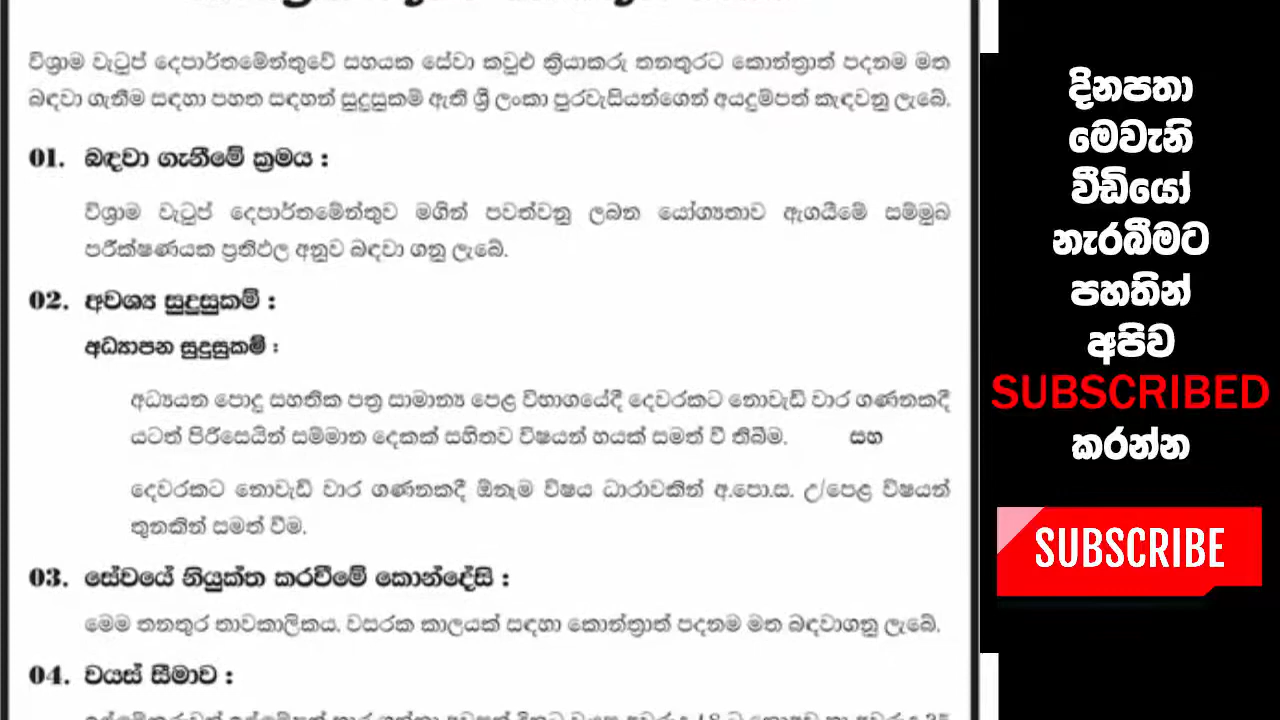 විශ්‍රාම වැටුප් දෙපාර්තමේන්තුවේ සහයක සේවා කවුළු ක්‍රියාකරු තනතුරට කොන්ත්‍රාත් පදනම මත
බඳවා ගැනීම සඳහා පහත සඳහන් සුදුසුකම් ඇති ශ්‍රී ලංකා පුරවැසියන්ගෙන් අයදුම්පත් කැඳවනු ලැබේ.
01. බඳවා ගැනීමේ ක්‍රමය :
විශ්‍රාම වැටුප් දෙපාර්තමේන්තුව මගින් පවත්වනු ලබන යෝග්‍යතාව ඇගයීමේ සම්මුඛ
පරීක්ෂණයක ප්‍රතිඵල අනුව බඳවා ගනු ලැබේ.
02. අවශ්‍ය සුදුසුකම් :
අධ්‍යාපන සුදුසුකම් :
අධ්‍යයන පොදු සහතික පත්‍ර සාමාන්‍ය පෙළ විභාගයේදී දෙවරකට නොවැඩි වාර ගණනකදී
යටත් පිරිසෙයින් සම්මාන දෙකක් සහිතව විෂයන් හයක් සමත් වී තිබීම. සහ
දෙවරකට නොවැඩි වාර ගණනකදී ඕනෑම විෂය ධාරාවකින් අ.පො.ස. උ/පෙළ විෂයන්
තුනකින් සමත් වීම.
03. සේවයේ නියුක්ත කරවීමේ කොන්දේසි :
මෙම තනතුර තාවකාලිකය. වසරක කාලයක් සඳහා කොන්ත්‍රාත් පදනම මත බඳවාගනු ලැබේ.
04. වයස් සීමාව :
දිනපතා
මෙවැනි
වීඩියෝ
නැරඹීමට
පහතින්
අපිව
SUBSCRIBED
කරන්න
SUBSCRIBE